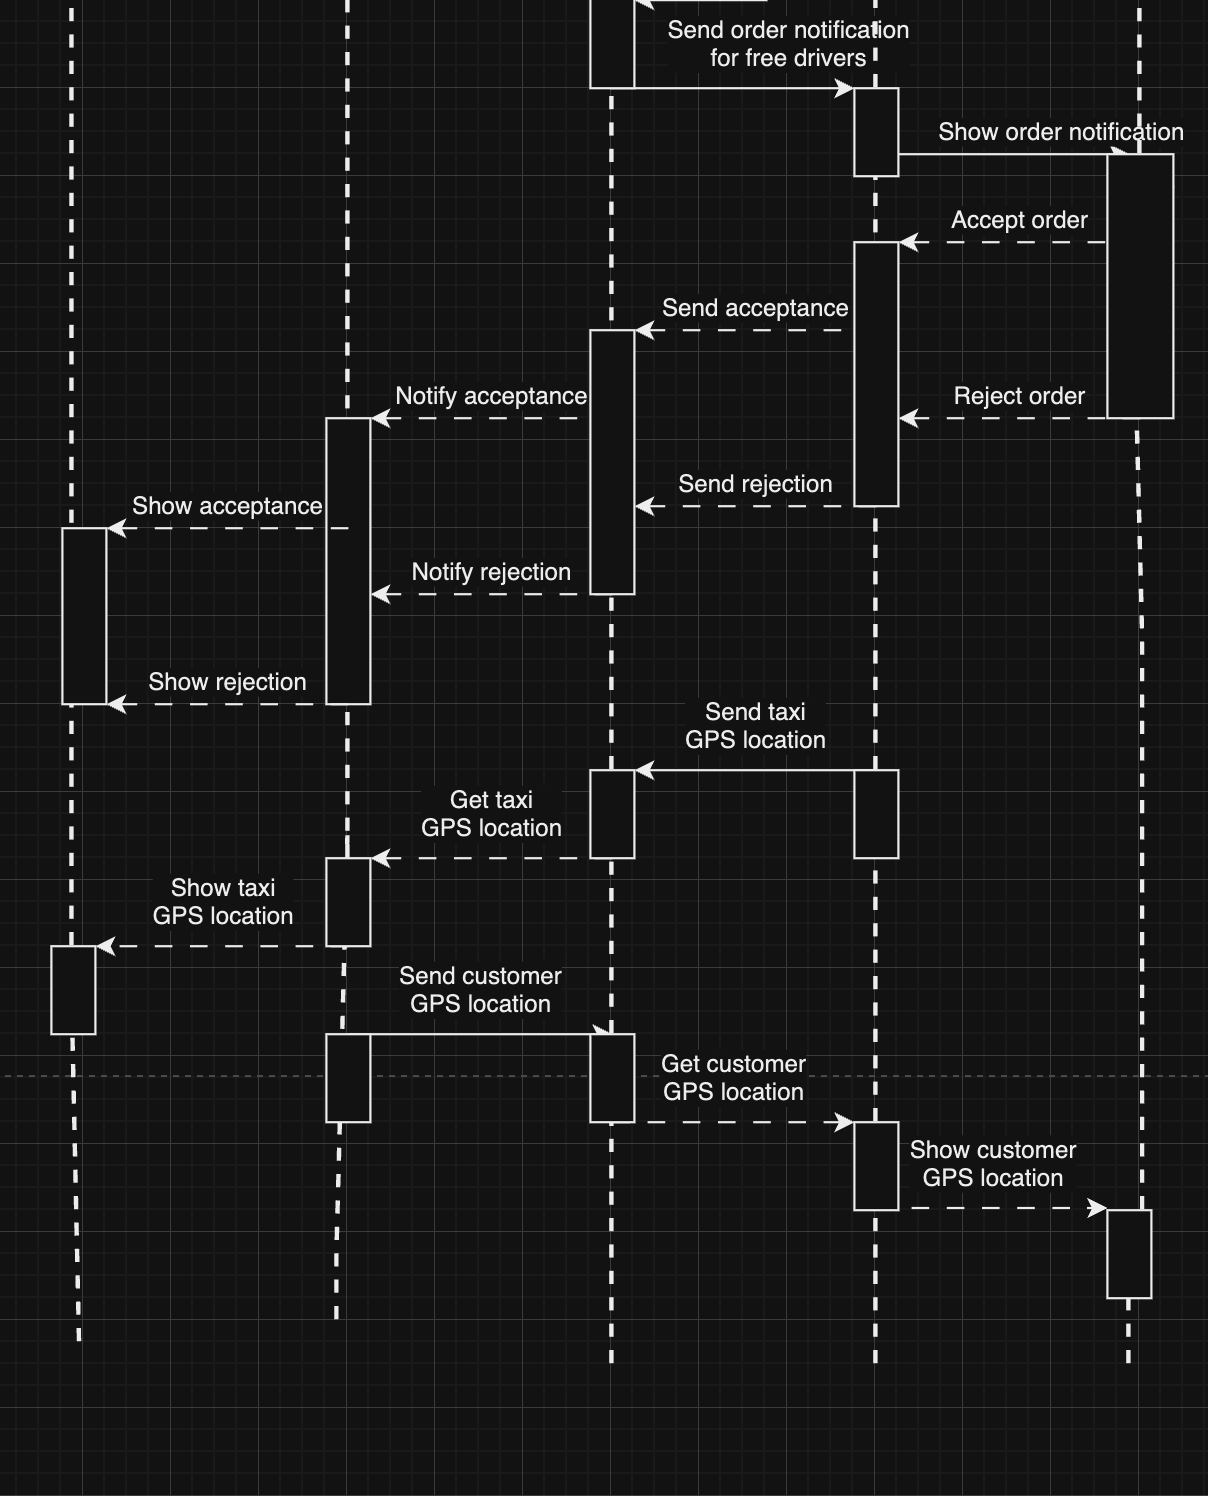 Send order notification
for free drivers
Show order notification
Accept order
Send acceptance
Notify acceptance
Reject order
Send rejection
Show acceptance
Notify rejection
Show rejection
Send taxi
GPS location
Get taxi
GPS location
Show taxi
GPS location
Send customer
GPS location
Get customer
GPS location
Show customer
GPS location